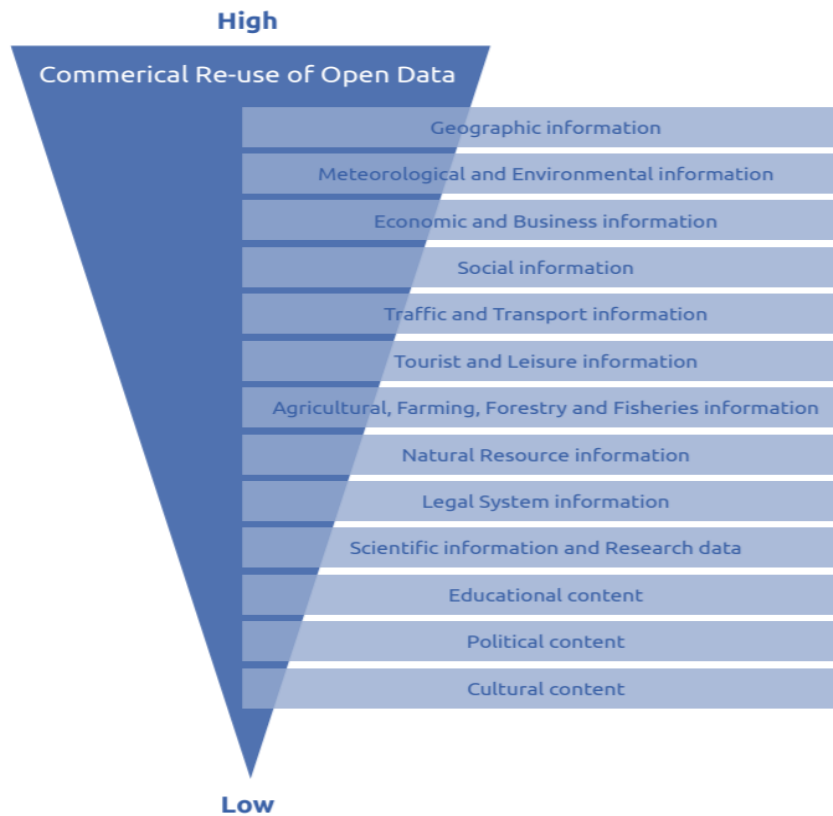 High
Commerical Re-use of Open Data
Geographic information
Meteorological and Environmental information
Economic and Business information
Social information
Traffic and Transport information
Tourist and Leisure information
Agricultural, Farming, Forestry and Fisheries information
Natural Resource information
Legal System information
Scientific information and Research data
Educational content
Political content
Cultural content
Low